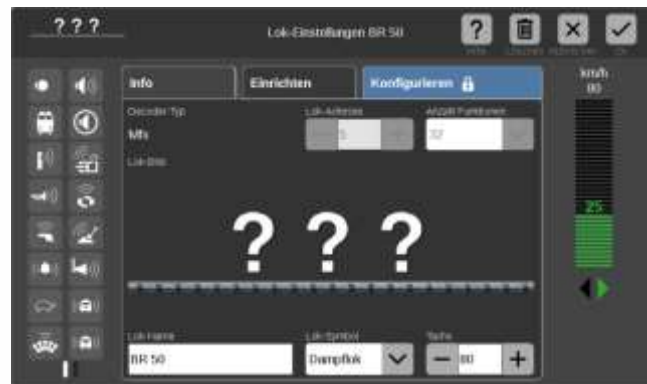 ? ? ?
Lok-Einstellungen BR 50
?
Info
Einrichten
Konfigurieren
km/h
80
Decoder-Typ
Lok-Adresse
Anzahl Funktionen
Mfx
5
32
Lok-Bild
? ? ?
25
Lok-Name
Lok-Symbol
Tacho
BR 50
Dampflok
80